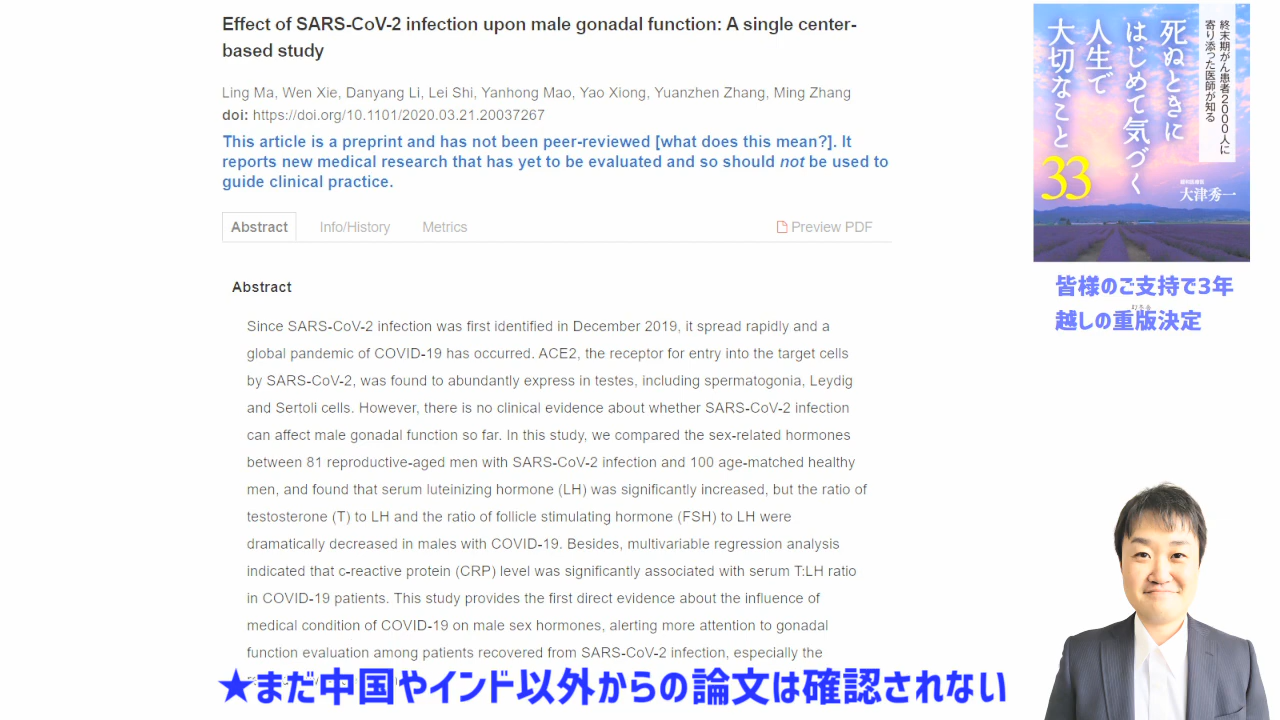 Effect of SARS-CoV-2 infection upon male gonadal function: A single center-
based study
Ling Ma, Wen Xie, Danyang Li, Lei Shi, Yanhong Mao, Yao Xiong, Yuanzhen Zhang, Ming Zhang
doi: https://doi.org/10.1101/2020.03.21.20037267
This article is a preprint and has not been peer-reviewed [what does this mean?]. It
reports new medical research that has yet to be evaluated and so should not be used to
guide clinical practice.
Abstract
Info/History
Metrics
Preview PDF
Abstract
Since SARS-CoV-2 infection was first identified in December 2019, it spread rapidly and a
global pandemic of COVID-19 has occurred. ACE2, the receptor for entry into the target cells
by SARS-CoV-2, was found to abundantly express in testes, including spermatogonia, Leydig
and Sertoli cells. However, there is no clinical evidence about whether SARS-CoV-2 infection
can affect male gonadal function so far. In this study, we compared the sex-related hormones
between 81 reproductive-aged men with SARS-CoV-2 infection and 100 age-matched healthy
men, and found that serum luteinizing hormone (LH) was significantly increased, but the ratio of
testosterone (T) to LH and the ratio of follicle stimulating hormone (FSH) to LH were
dramatically decreased in males with COVID-19. Besides, multivariable regression analysis
indicated that c-reactive protein (CRP) level was significantly associated with serum T:LH ratio
in COVID-19 patients. This study provides the first direct evidence about the influence of
medical condition of COVID-19 on male sex hormones, alerting more attention to gonadal
function evaluation among patients recovered from SARS-CoV-2 infection, especially the
★まだ中国やインド以外からの論文は確認されない
終末期がん患者2000人に
寄り添った医師が知る
死ぬときに
はじめて気づく
人生で
大切なこと
33
大津秀一
皆様のご支持で3年
越しの重版決定